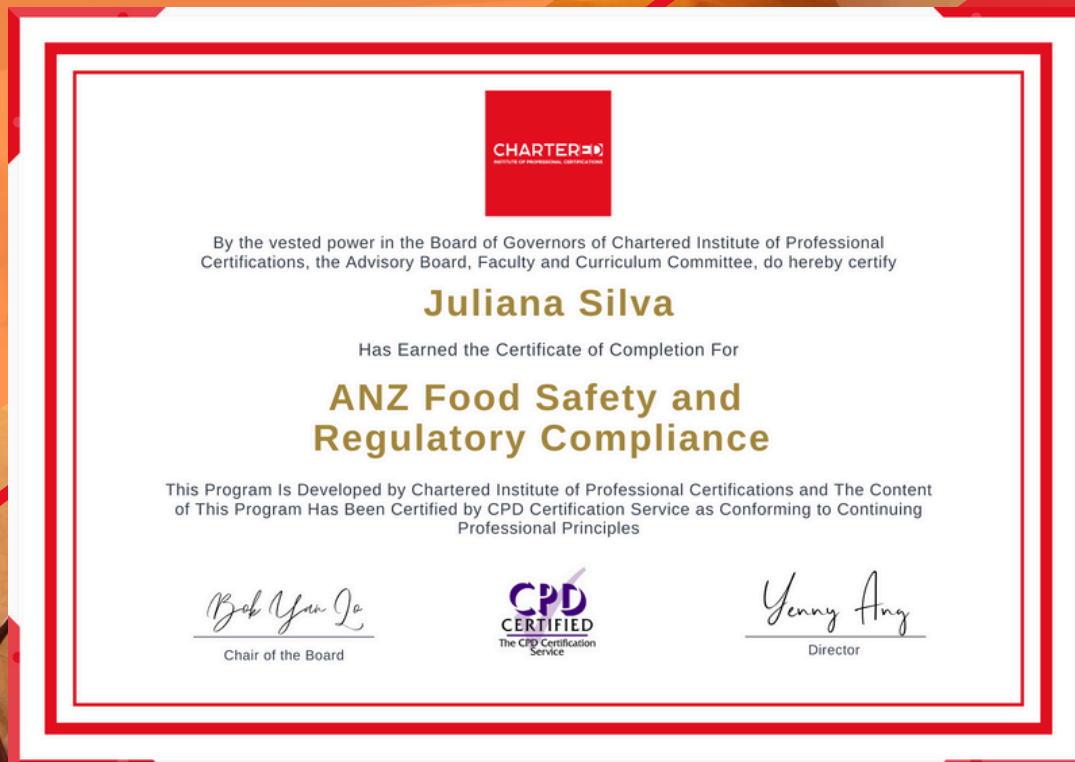 CHARTERED
INSTITUTE OF PROFESSIONAL CERTIFICATIONS
By the vested power in the Board of Governors of Chartered Institute of Professional
Certifications, the Advisory Board, Faculty and Curriculum Committee, do hereby certify
Juliana Silva
Has Earned the Certificate of Completion For
ANZ Food Safety and
Regulatory Compliance
This Program Is Developed by Chartered Institute of Professional Certifications and The Content
of This Program Has Been Certified by CPD Certification Service as Conforming to Continuing
Professional Principles
Bok Yan Lo
Yenny Ang
CPD
CERTIFIED
The CPD Certification
Service
Chair of the Board
Director